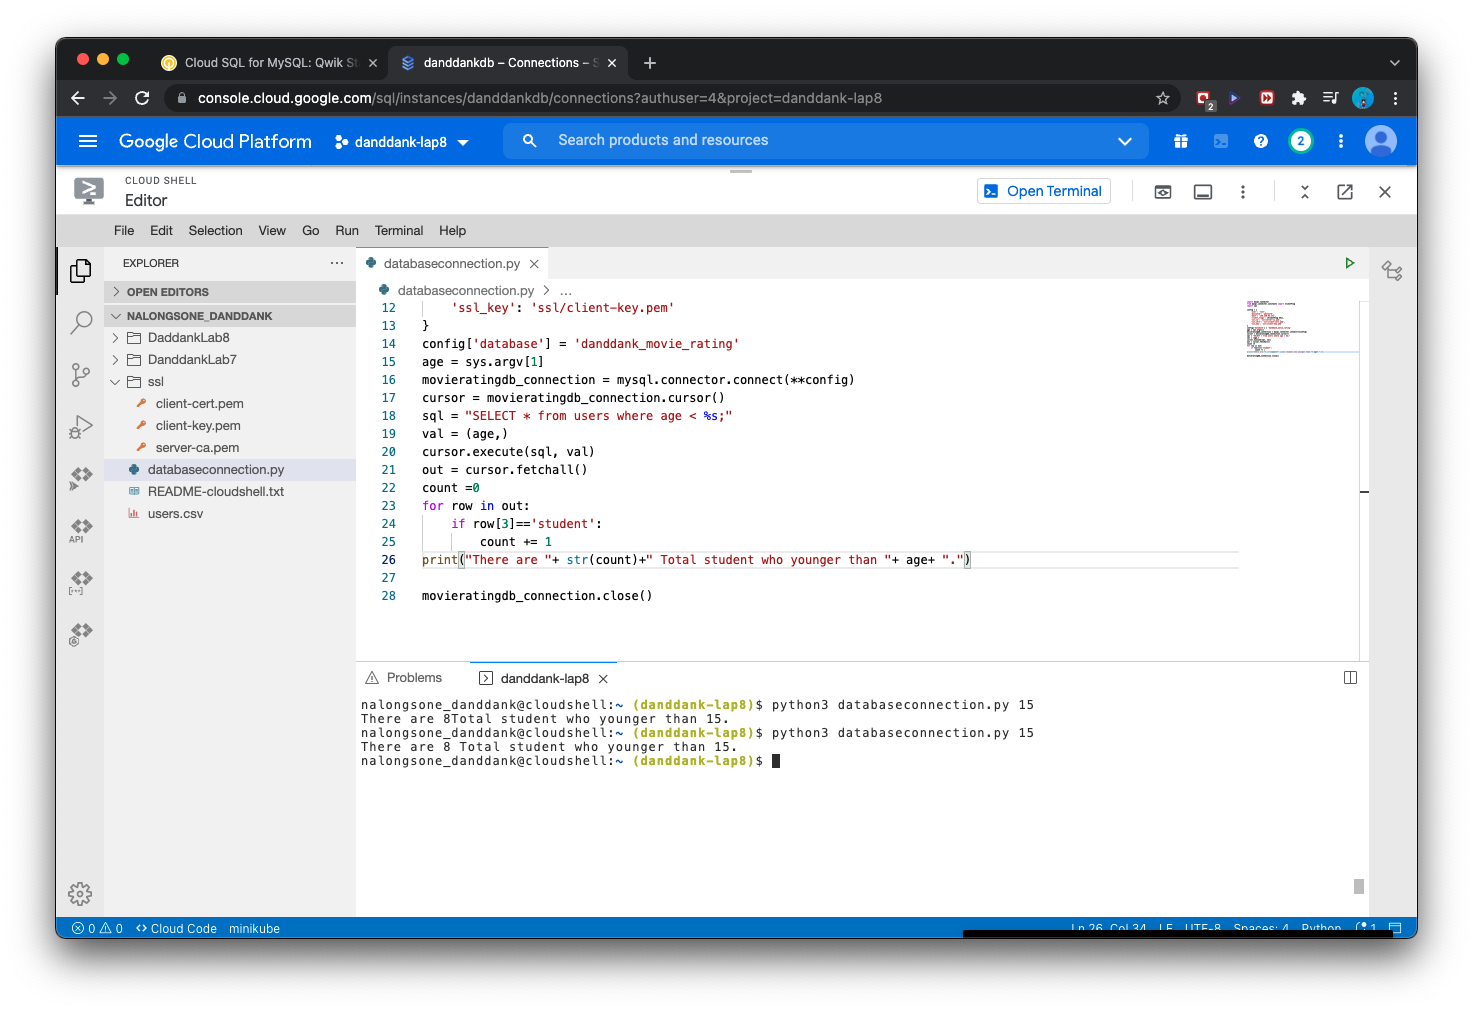 Cloud SQL for MySQL: Qwik St
danddankdb – Connections – S
console.cloud.google.com/sql/instances/danddankdb/connections?authuser=4&project=danddank-lap8
2
Google Cloud Platform
danddank-lap8
Search products and resources
2
CLOUD SHELL
Editor
Open Terminal
File Edit Selection View Go Run Terminal Help
EXPLORER
OPEN EDITORS
NALONGSONE_DANDDANK
DaddankLab8
DanddankLab7
ssl
client-cert.pem
client-key.pem
server-ca.pem
databaseconnection.py
README-cloudshell.txt
users.csv
API
databaseconnection.py
databaseconnection.py > ...
12 'ssl_key': 'ssl/client-key.pem'
13 }
14 config['database'] = 'danddank_movie_rating'
15 age = sys.argv[1]
16 movieratingdb_connection = mysql.connector.connect(**config)
17 cursor = movieratingdb_connection.cursor()
18 sql = "SELECT * from users where age < %s;"
19 val = (age,)
20 cursor.execute(sql, val)
21 out = cursor.fetchall()
22 count =0
23 for row in out:
24 if row[3]=='student':
25 count += 1
26 print("There are "+ str(count)+" Total student who younger than "+ age+ ".")
27
28 movieratingdb_connection.close()
Problems
danddank-lap8
nalongsone_danddank@cloudshell:~ (danddank-lap8)$ python3 databaseconnection.py 15
There are 8Total student who younger than 15.
nalongsone_danddank@cloudshell:~ (danddank-lap8)$ python3 databaseconnection.py 15
There are 8 Total student who younger than 15.
nalongsone_danddank@cloudshell:~ (danddank-lap8)$
0 0 Cloud Code minikube
Ln 26, Col 34 LF UTF-8 Spaces: 4 Python 1